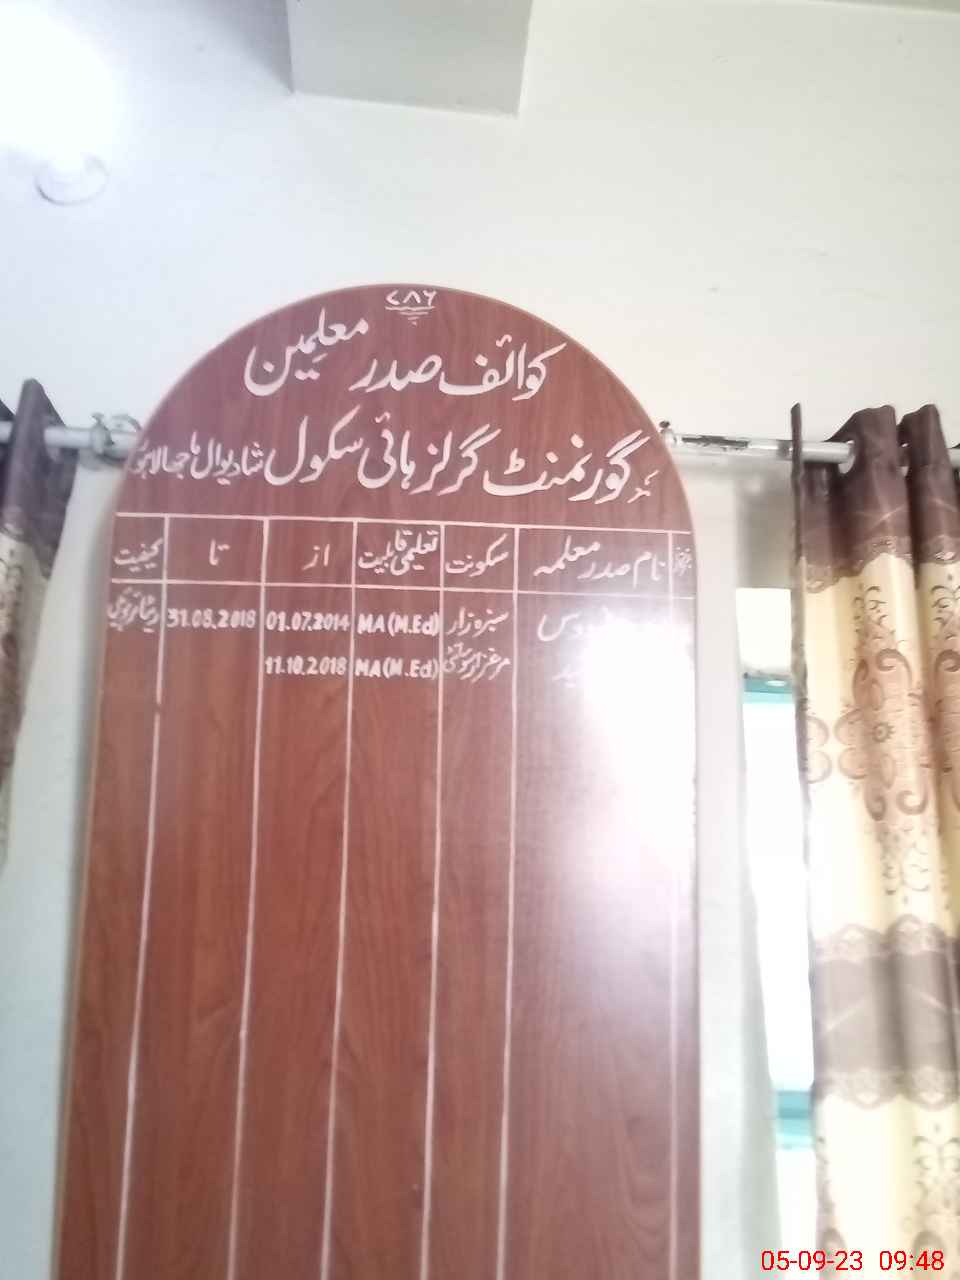 ۷۸۶
کوائف صدر معلمین
گورنمنٹ گرلز ہائی سکول شادیوال
نام صدر معلمہ سکونت تعلیمی قابلیت از تا کیفیت
سبزہ زار MA (M.Ed) 01.07.2014 31.08.2018
مرغزار سوسائٹی MA (M.Ed) 11.10.2018
05-09-23 09:48